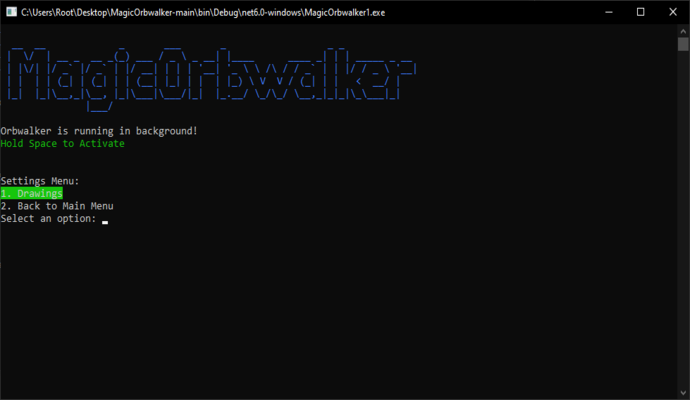 C:\Users\Root\Desktop\MagicOrbwalker-main\bin\Debug\net6.0-windows\MagicOrbwalker1.exe
MagicOrbwalker
Orbwalker is running in background!
Hold Space to Activate
Settings Menu:
1. Drawings
2. Back to Main Menu
Select an option: